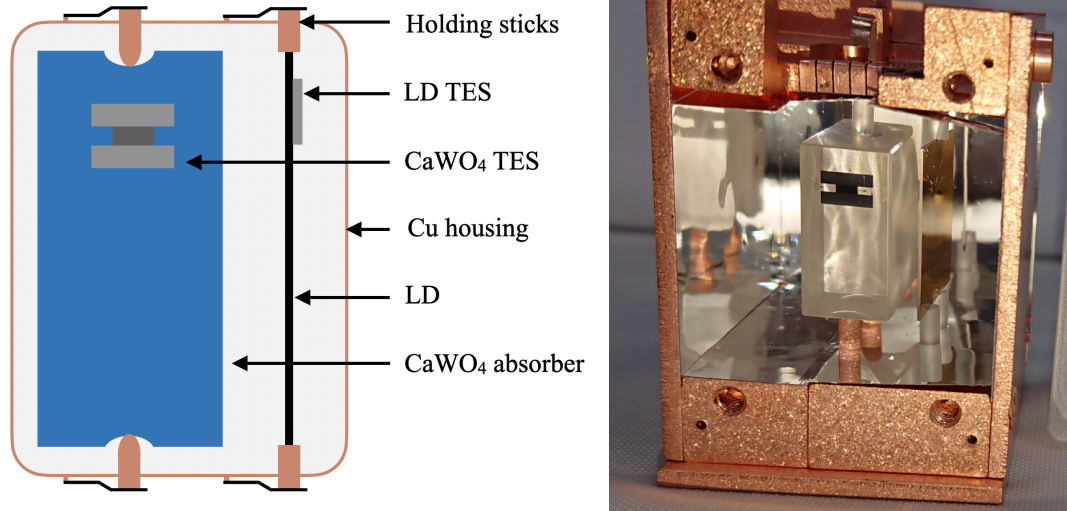 Holding sticks
LD TES
CaWO₄ TES
Cu housing
LD
CaWO₄ absorber